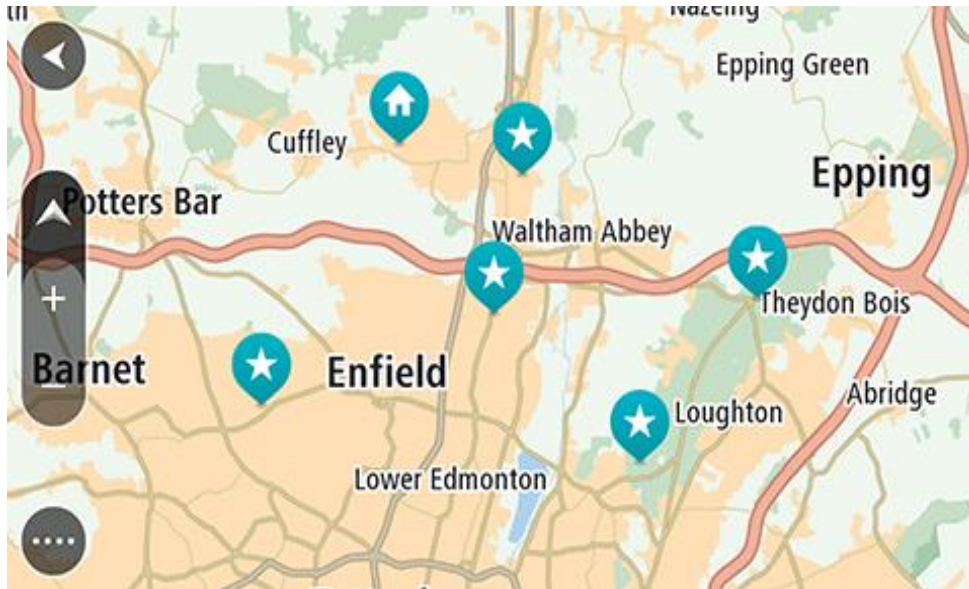 Nazeing
Epping Green
Cuffley
Epping
Potters Bar
Waltham Abbey
Theydon Bois
Barnet
Enfield
Abridge
Loughton
Lower Edmonton